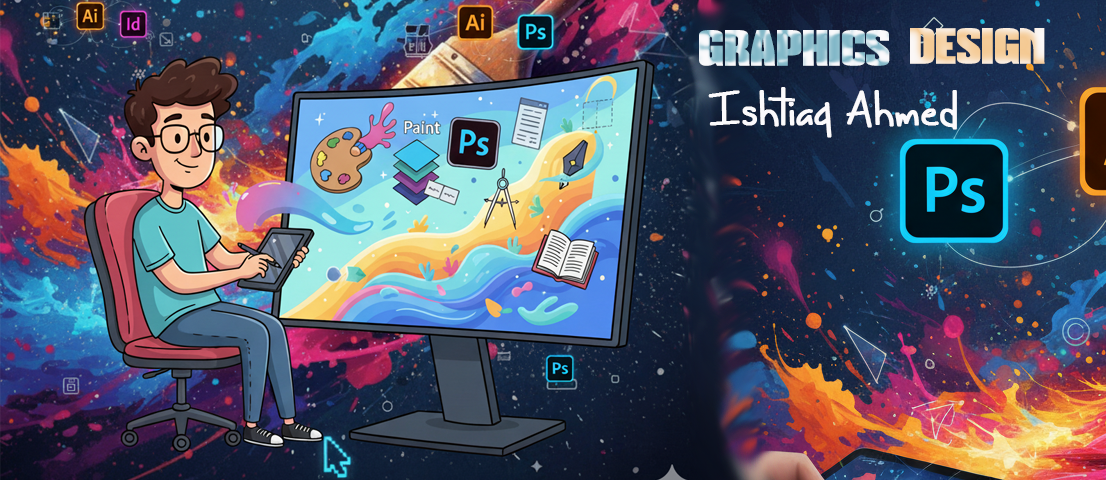 Ai
Id
Ai
Ps
GRAPHICS DESIGN
Ishtiaq Ahmed
Paint
Ps
Ps
Ps